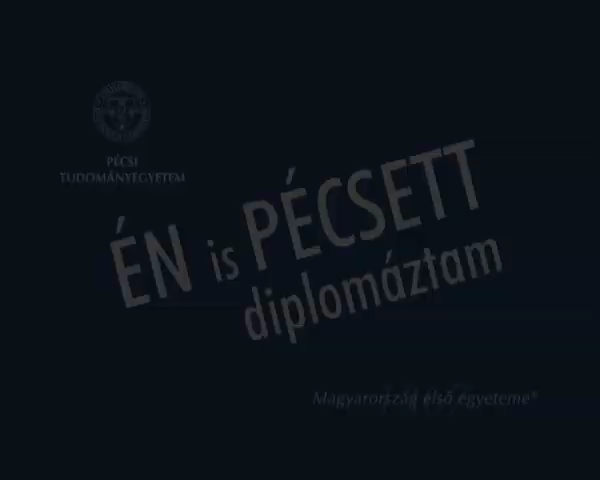 PÉCSI
TUDOMÁNYEGYETEM
ÉN is PÉCSETT
diplomáztam
Magyarország első egyeteme*